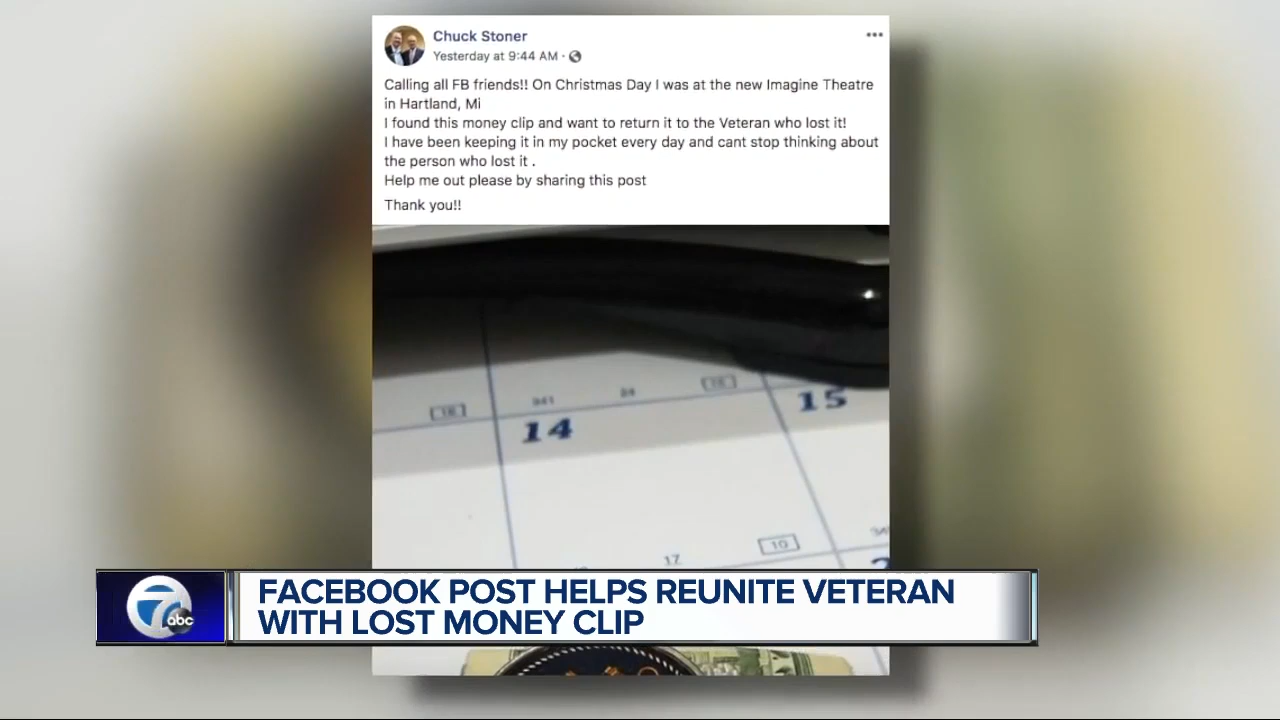 Chuck Stoner
Yesterday at 9:44 AM ·
Calling all FB friends!! On Christmas Day I was at the new Imagine Theatre
in Hartland, Mi
I found this money clip and want to return it to the Veteran who lost it!
I have been keeping it in my pocket every day and cant stop thinking about
the person who lost it .
Help me out please by sharing this post
Thank you!!
15
14
17
10
7 abc
FACEBOOK POST HELPS REUNITE VETERAN
WITH LOST MONEY CLIP